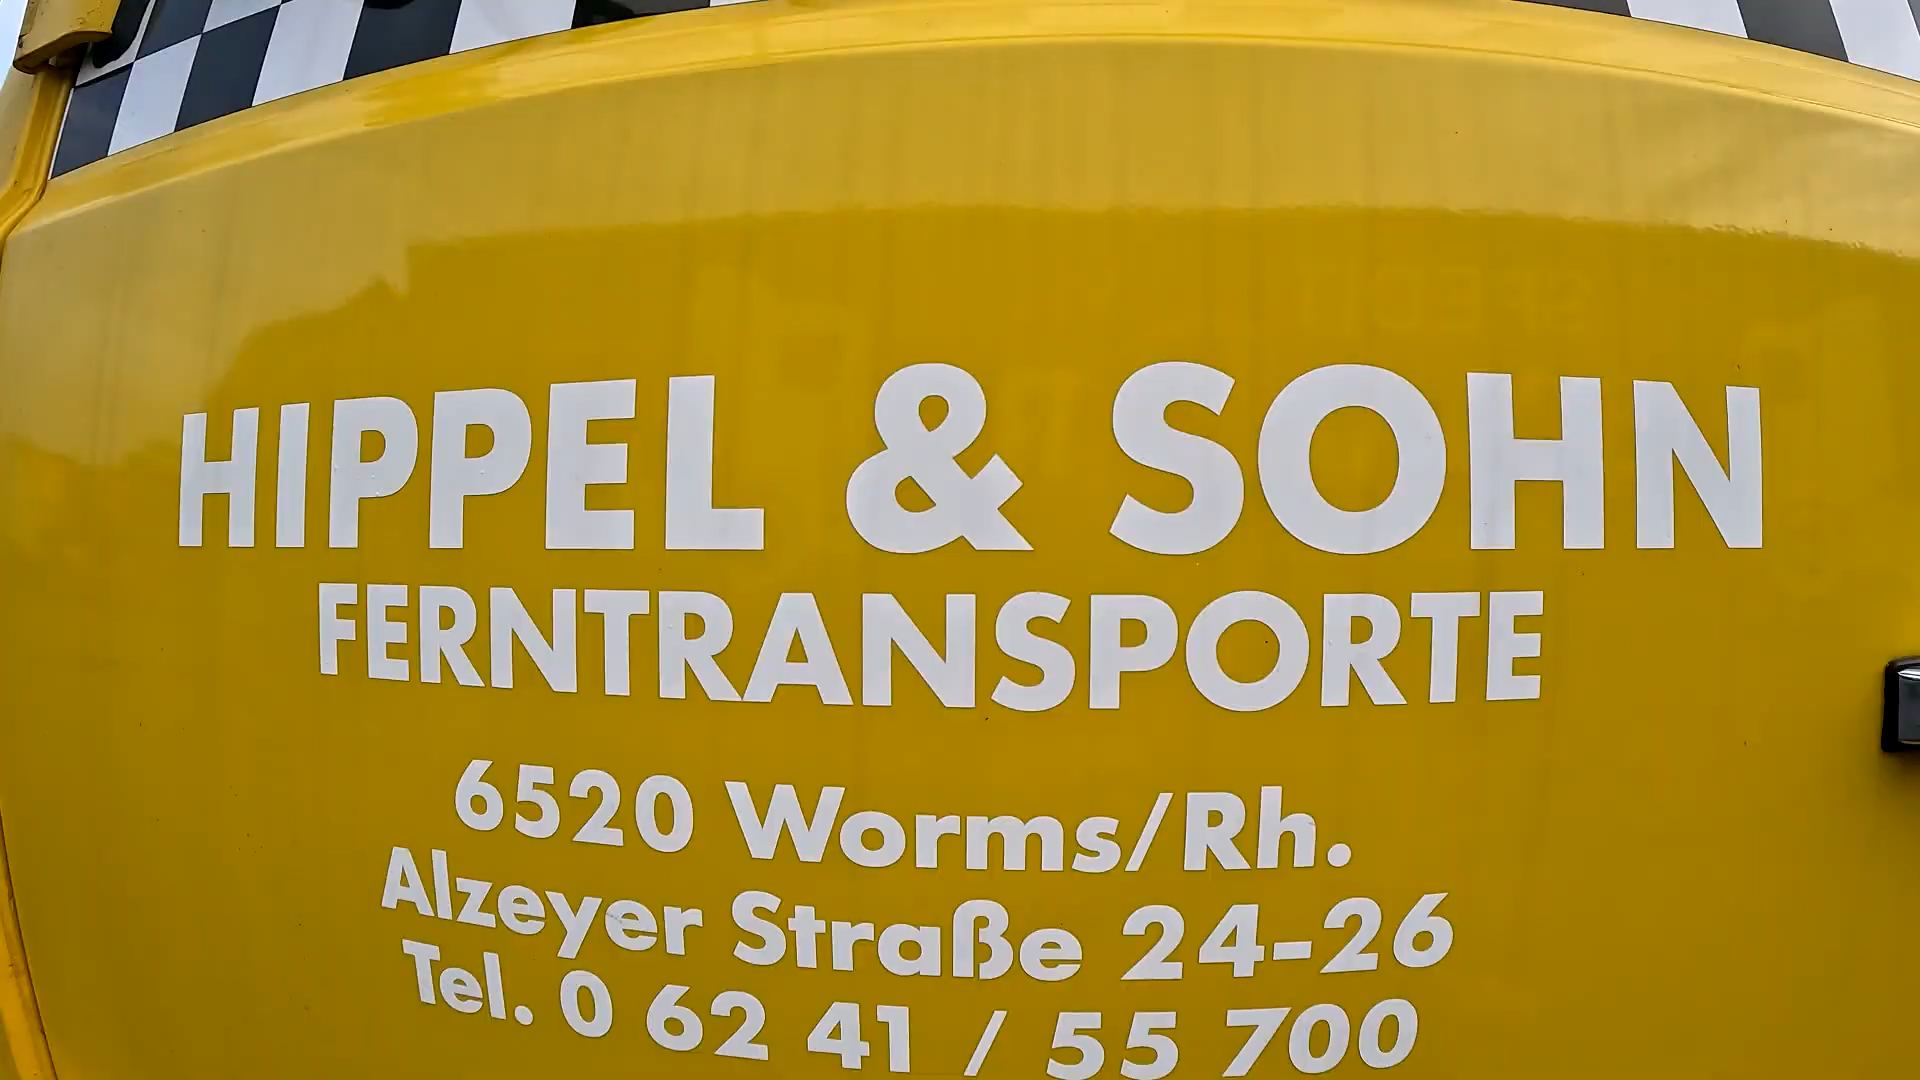 HIPPEL & SOHN
FERNTRANSPORTE
6520 Worms/Rh.
Alzeyer Straße 24-26
Tel. 0 62 41 / 55 700